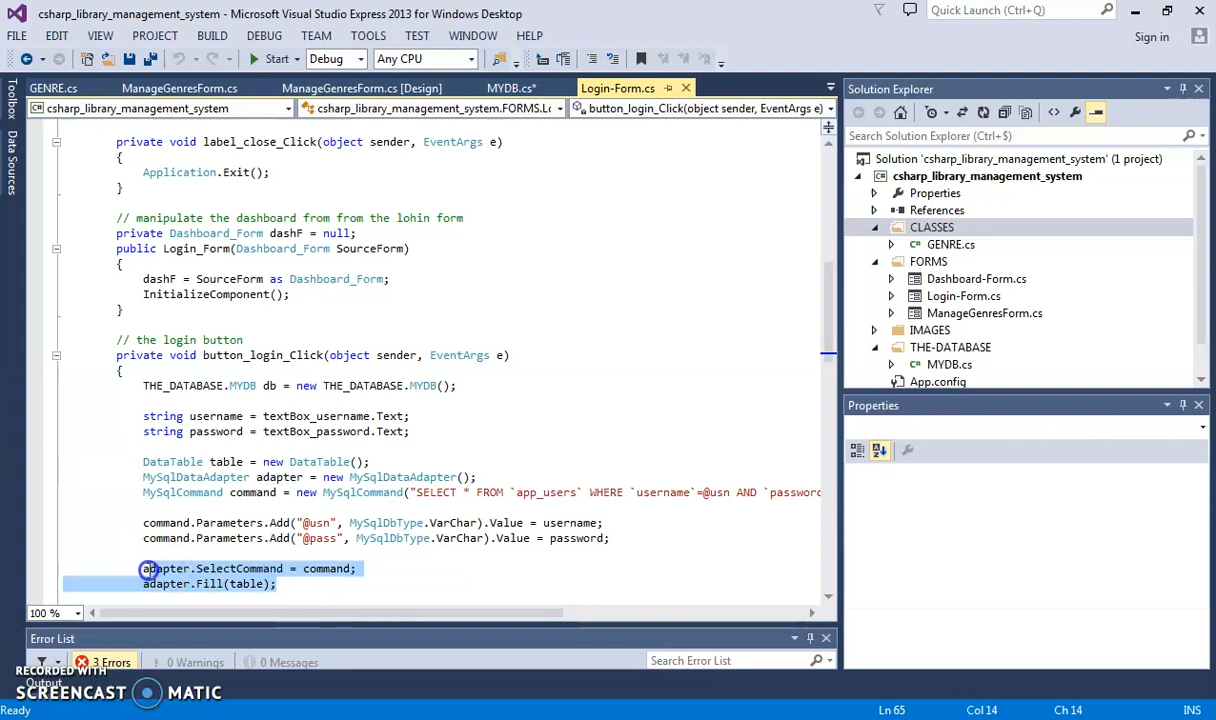 csharp_library_management_system - Microsoft Visual Studio Express 2013 for Windows Desktop
Quick Launch (Ctrl+Q)
FILE EDIT VIEW PROJECT BUILD DEBUG TEAM TOOLS TEST WINDOW HELP
Sign in
Start Debug Any CPU
Toolbox
Data Sources
GENRE.cs ManageGenresForm.cs ManageGenresForm.cs [Design] MYDB.cs* Login-Form.cs
csharp_library_management_system csharp_library_management_system.FORMS.Lo button_login_Click(object sender, EventArgs e)
private void label_close_Click(object sender, EventArgs e)
{
Application.Exit();
}
// manipulate the dashboard from from the lohin form
private Dashboard_Form dashF = null;
public Login_Form(Dashboard_Form SourceForm)
{
dashF = SourceForm as Dashboard_Form;
InitializeComponent();
}
// the login button
private void button_login_Click(object sender, EventArgs e)
{
THE_DATABASE.MYDB db = new THE_DATABASE.MYDB();
string username = textBox_username.Text;
string password = textBox_password.Text;
DataTable table = new DataTable();
MySqlDataAdapter adapter = new MySqlDataAdapter();
MySqlCommand command = new MySqlCommand("SELECT * FROM `app_users` WHERE `username`=@usn AND `password
command.Parameters.Add("@usn", MySqlDbType.VarChar).Value = username;
command.Parameters.Add("@pass", MySqlDbType.VarChar).Value = password;
adapter.SelectCommand = command;
adapter.Fill(table);
100 %
Error List
3 Errors 0 Warnings 0 Messages
Search Error List
Output
RECORDED WITH
SCREENCAST MATIC
Solution Explorer
Search Solution Explorer (Ctrl+$)
Solution 'csharp_library_management_system' (1 project)
csharp_library_management_system
Properties
References
CLASSES
GENRE.cs
FORMS
Dashboard-Form.cs
Login-Form.cs
ManageGenresForm.cs
IMAGES
THE-DATABASE
MYDB.cs
App.config
Properties
Ready
Ln 65 Col 14 Ch 14 INS